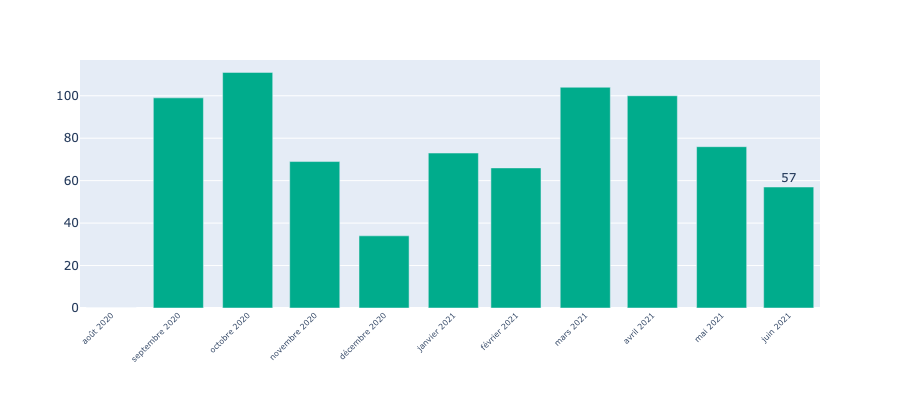 100
80
60
40
20
0
57
août 2020
septembre 2020
octobre 2020
novembre 2020
décembre 2020
janvier 2021
février 2021
mars 2021
avril 2021
mai 2021
juin 2021